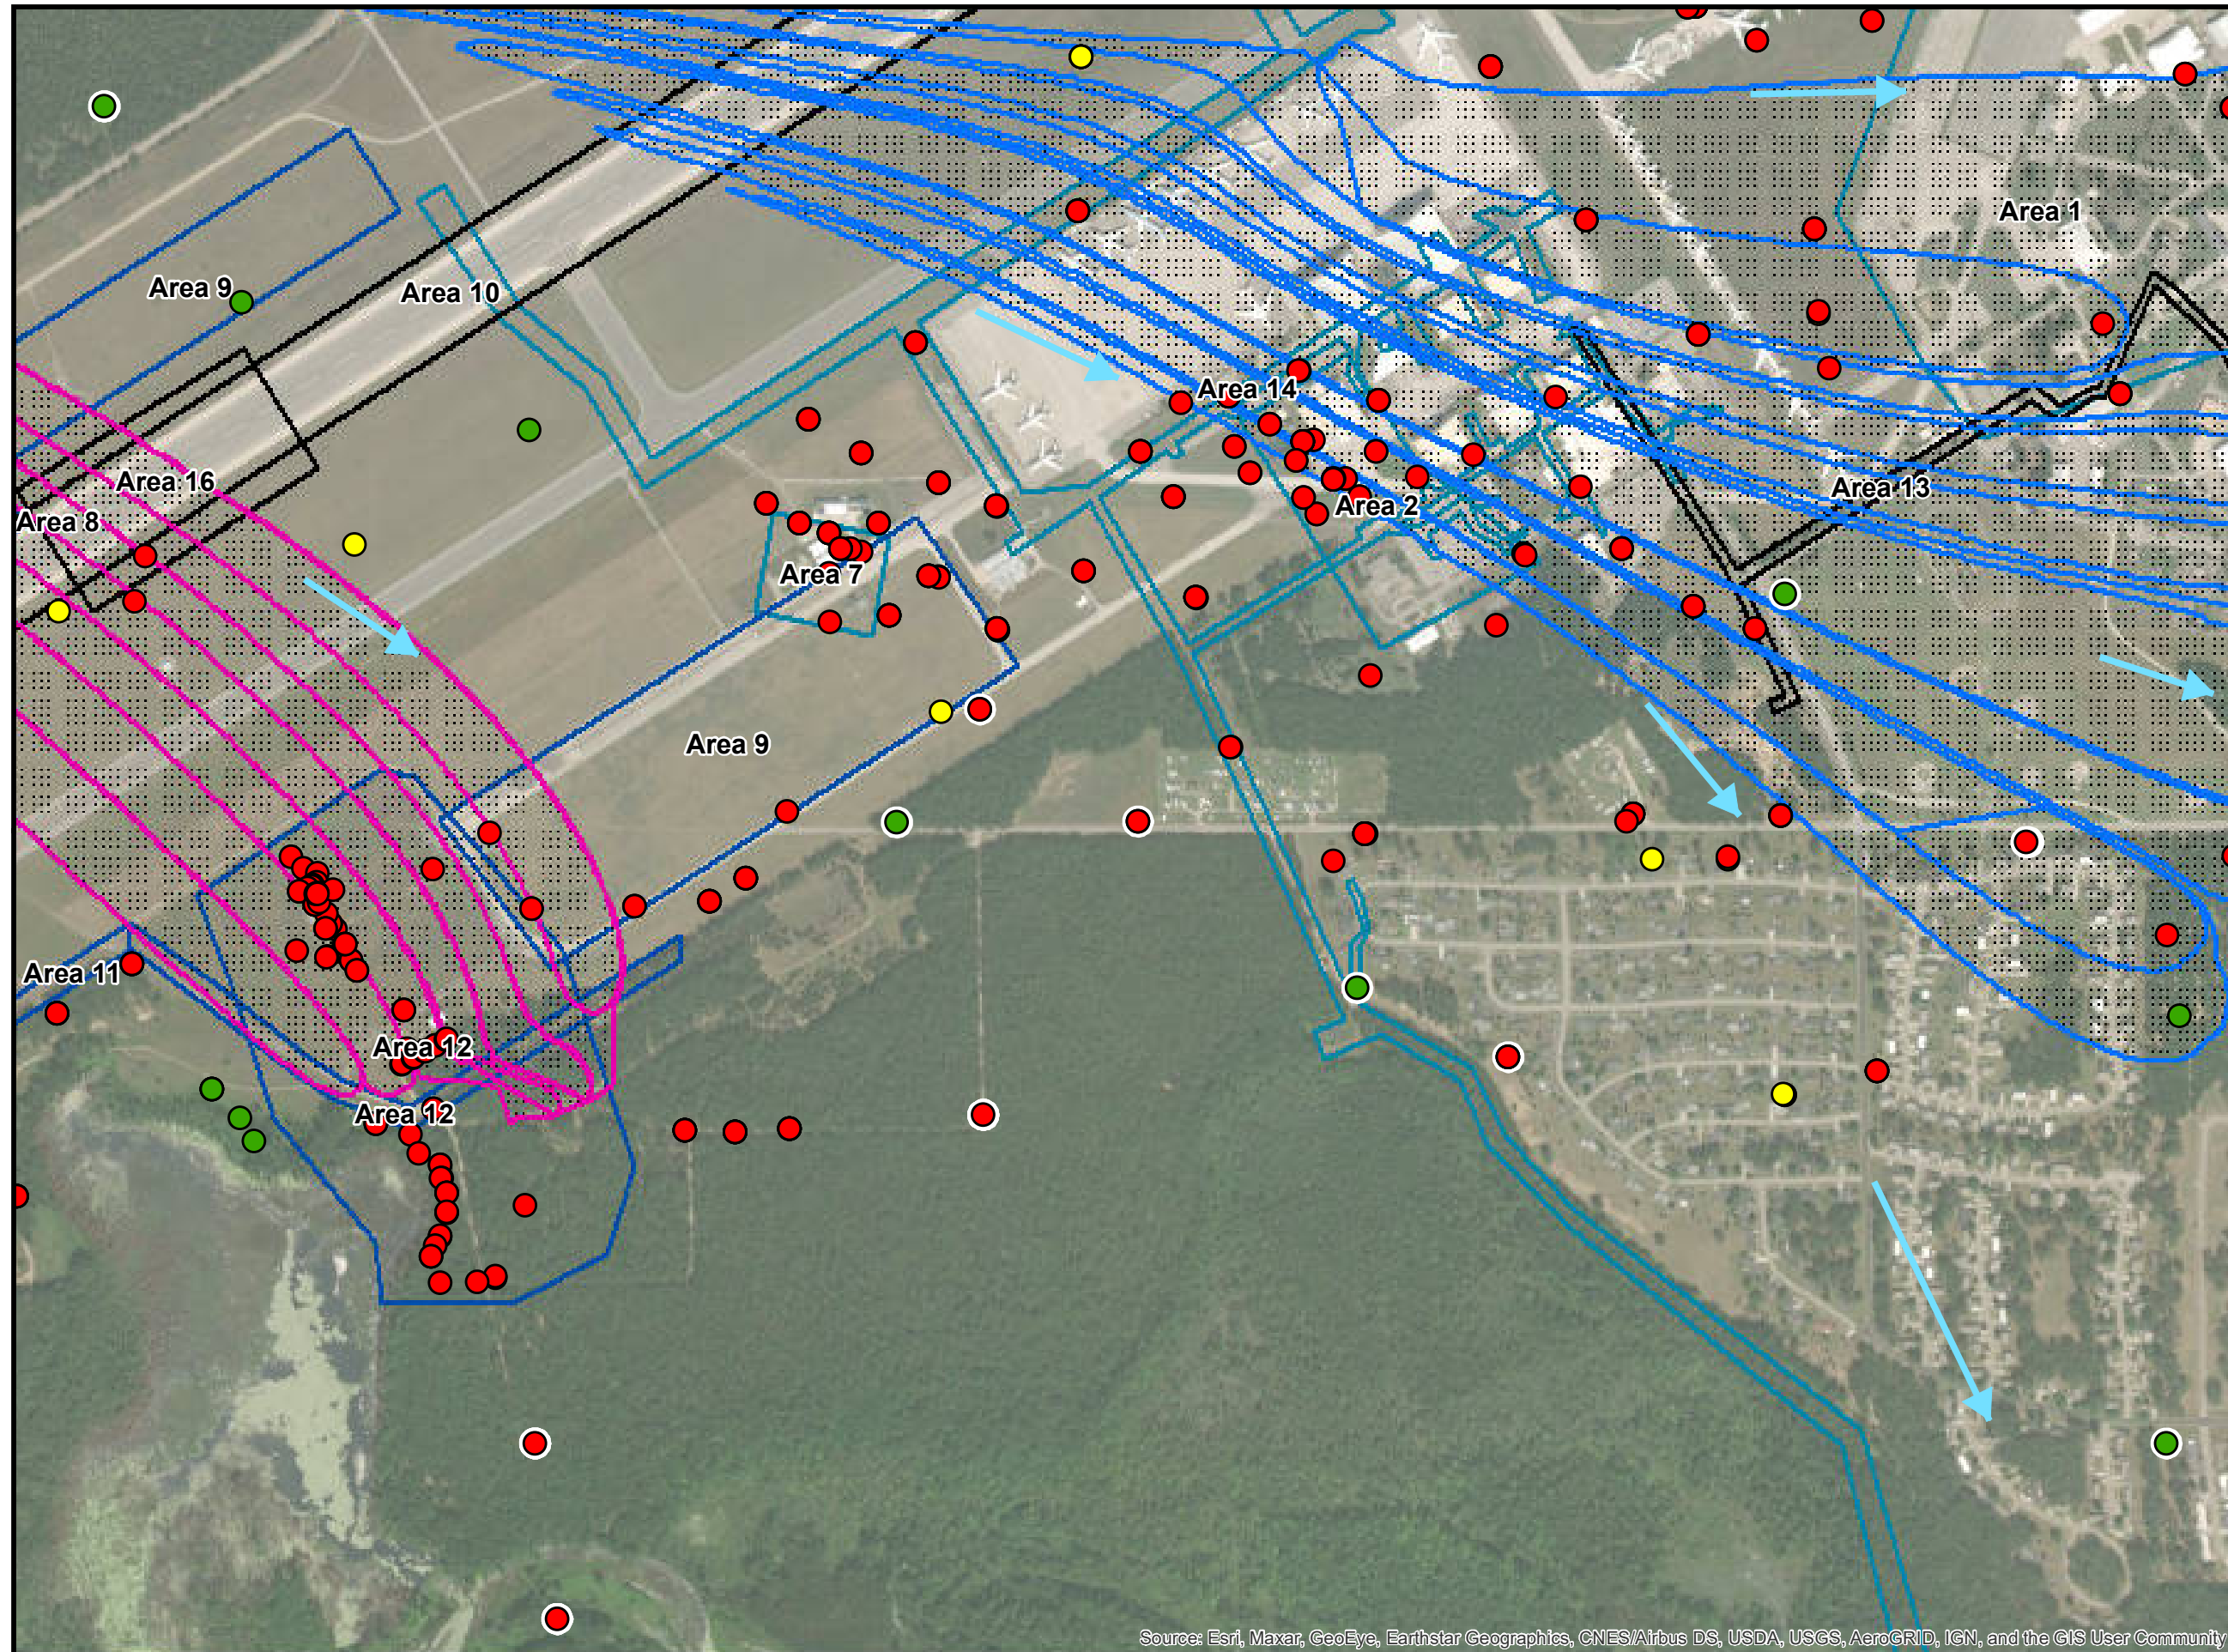 Area 1
Area 9
Area 10
Area 14
Area 16
Area 13
Area 2
Area 8
Area 7
Area 9
Area 11
Area 12
Area 12
Source: Esri, Maxar, GeoEye, Earthstar Geographics, CNES/Airbus DS, USDA, USGS, AeroGRID, IGN, and the GIS User Community